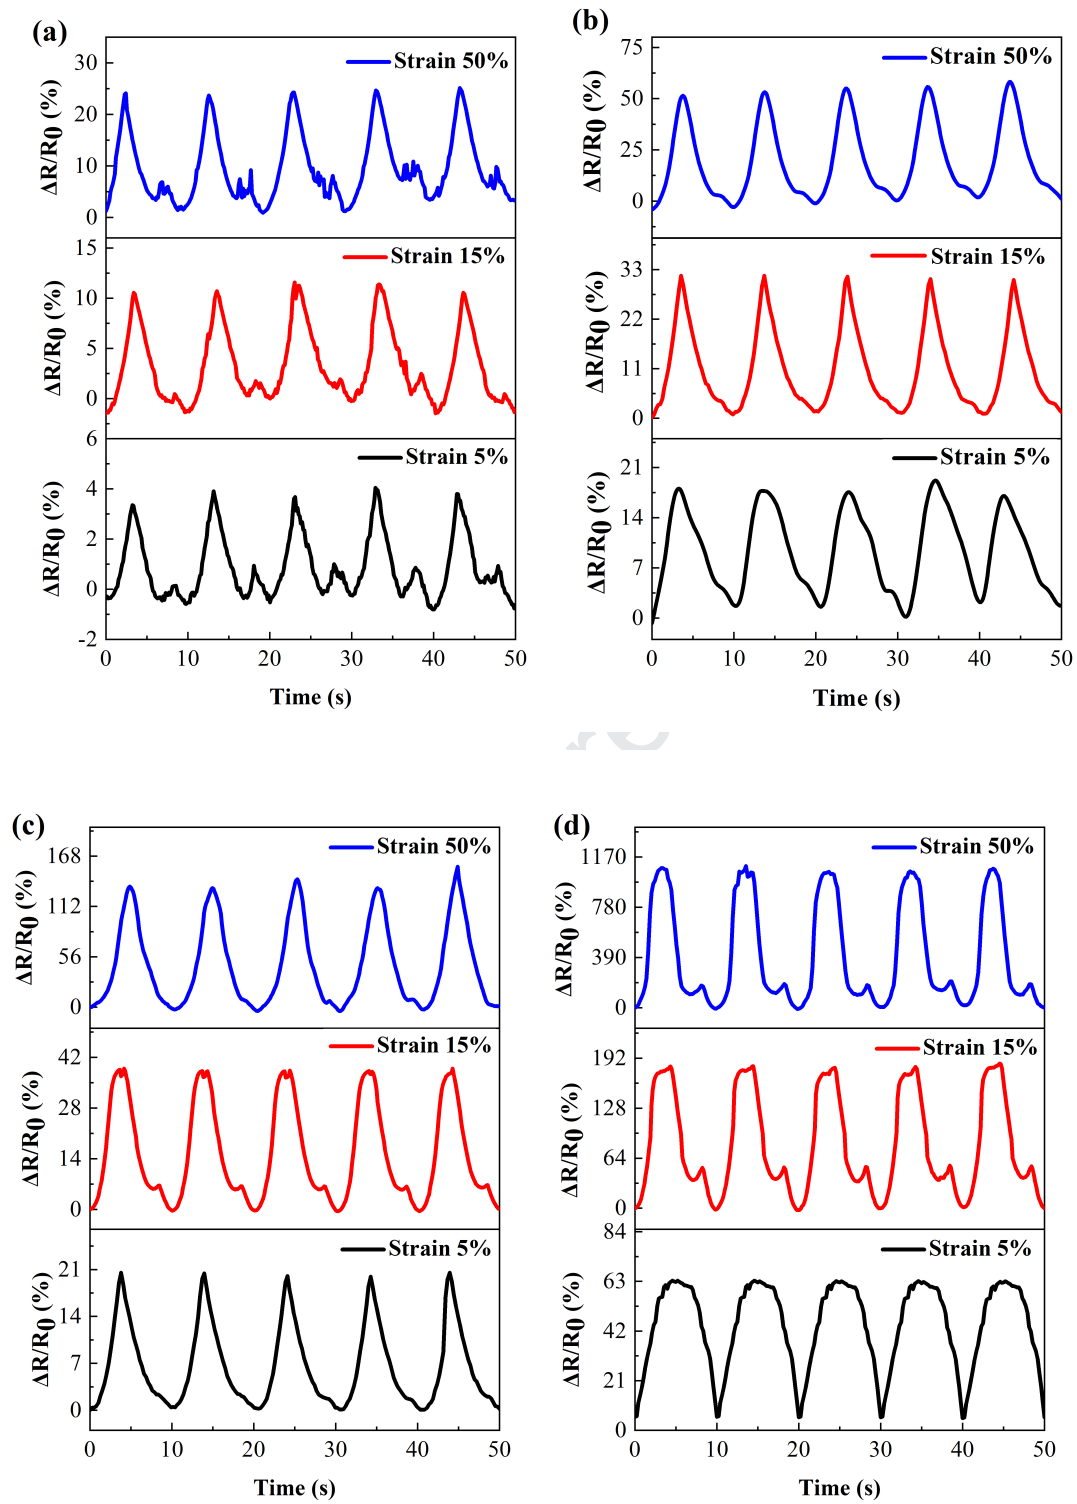 (a)
Strain 50%
30
20
10
0
ΔR/R0 (%)
Strain 15%
15
10
5
0
ΔR/R0 (%)
Strain 5%
6
4
2
0
-2
ΔR/R0 (%)
0 10 20 30 40 50
Time (s)
(b)
Strain 50%
75
50
25
0
ΔR/R0 (%)
Strain 15%
33
22
11
0
ΔR/R0 (%)
Strain 5%
21
14
7
0
ΔR/R0 (%)
0 10 20 30 40 50
Time (s)
(c)
Strain 50%
168
112
56
0
ΔR/R0 (%)
Strain 15%
42
28
14
0
ΔR/R0 (%)
Strain 5%
21
14
7
0
ΔR/R0 (%)
0 10 20 30 40 50
Time (s)
(d)
Strain 50%
1170
780
390
0
ΔR/R0 (%)
Strain 15%
192
128
64
0
ΔR/R0 (%)
Strain 5%
84
63
42
21
0
ΔR/R0 (%)
0 10 20 30 40 50
Time (s)